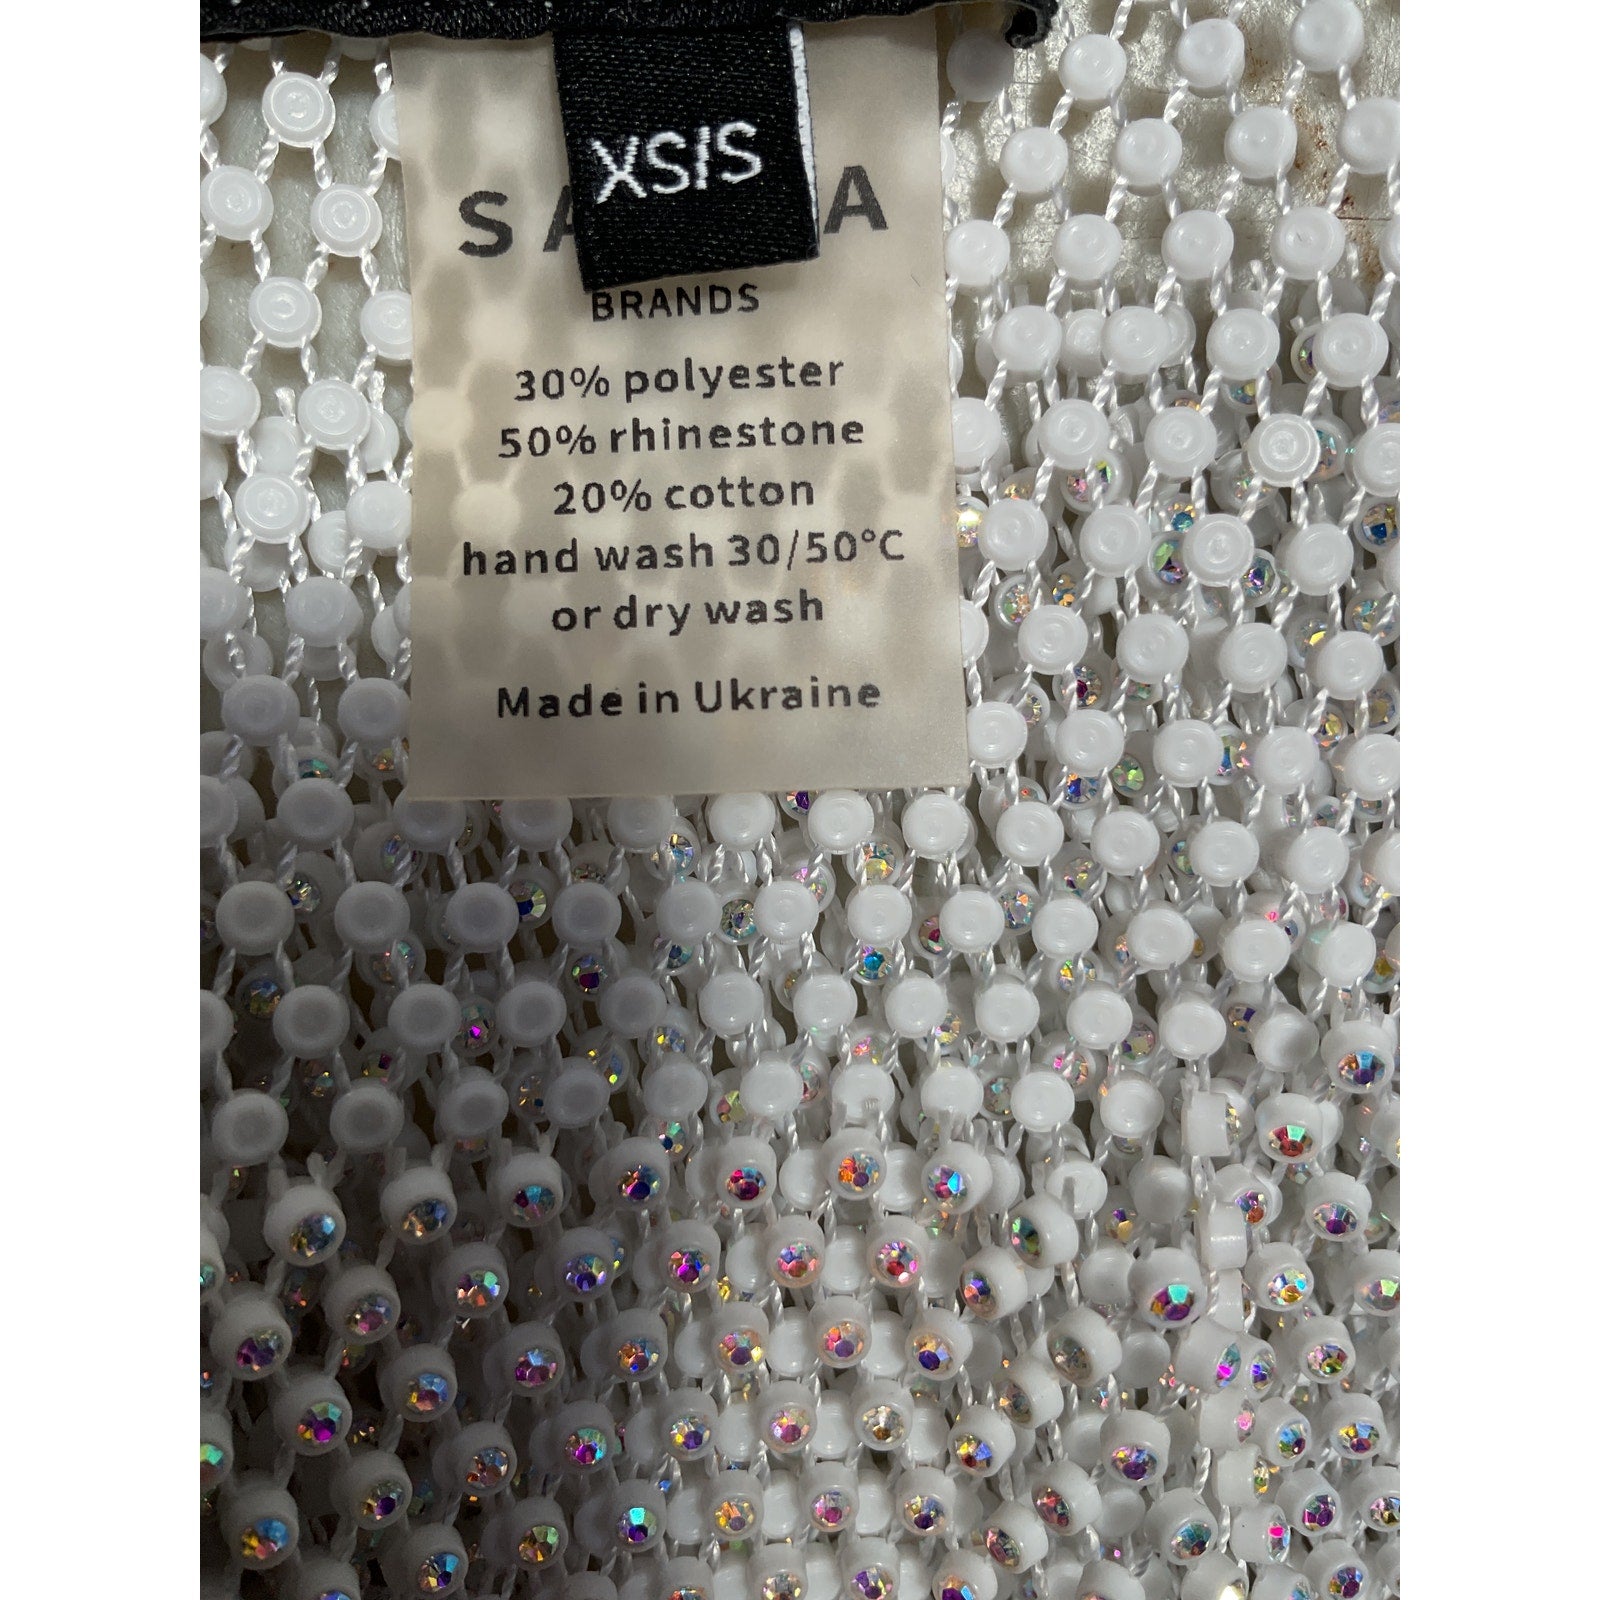 XSIS
BRANDS
30% polyester
50% rhinestone
20% cotton
hand wash 30/50°C
or dry wash
Made in Ukraine